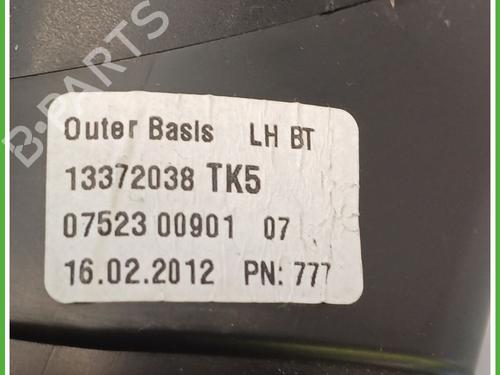 B-PARTS
Outer Basis LH BT
13372038 TK5
07523 00901 07
16.02.2012 PN: 777